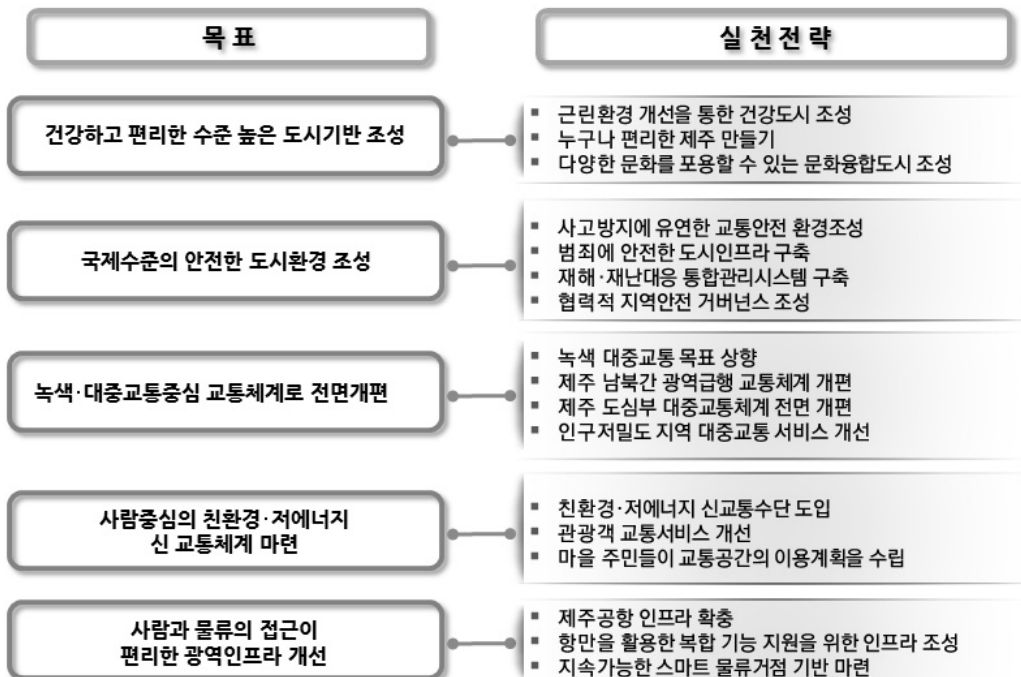 목 표
실 천 전 략
건강하고 편리한 수준 높은 도시기반 조성
▪ 근린환경 개선을 통한 건강도시 조성
▪ 누구나 편리한 제주 만들기
▪ 다양한 문화를 포용할 수 있는 문화융합도시 조성
국제수준의 안전한 도시환경 조성
▪ 사고방지에 유연한 교통안전 환경조성
▪ 범죄에 안전한 도시인프라 구축
▪ 재해·재난대응 통합관리시스템 구축
▪ 협력적 지역안전 거버넌스 조성
녹색·대중교통중심 교통체계로 전면개편
▪ 녹색 대중교통 목표 상향
▪ 제주 남북간 광역급행 교통체계 개편
▪ 제주 도심부 대중교통체계 전면 개편
▪ 인구저밀도 지역 대중교통 서비스 개선
사람중심의 친환경·저에너지
신 교통체계 마련
▪ 친환경·저에너지 신교통수단 도입
▪ 관광객 교통서비스 개선
▪ 마을 주민들이 교통공간의 이용계획을 수립
사람과 물류의 접근이
편리한 광역인프라 개선
▪ 제주공항 인프라 확충
▪ 항만을 활용한 복합 기능 지원을 위한 인프라 조성
▪ 지속가능한 스마트 물류거점 기반 마련